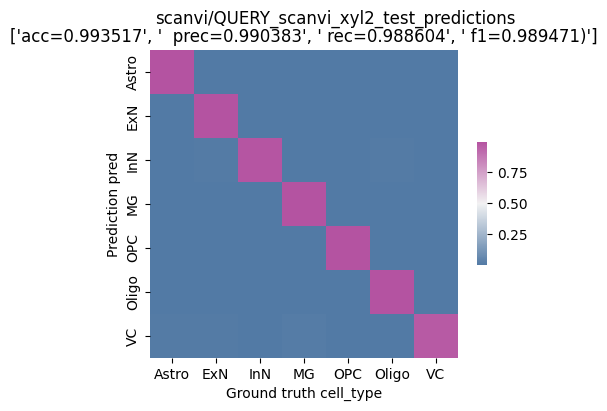 scanvi/QUERY_scanvi_xyl2_test_predictions
['acc=0.993517', '  prec=0.990383', ' rec=0.988604', ' f1=0.989471)']
Astro
ExN
InN
MG
OPC
Oligo
VC
Prediction pred
0.75
0.50
0.25
Astro ExN InN MG OPC Oligo VC
Ground truth cell_type